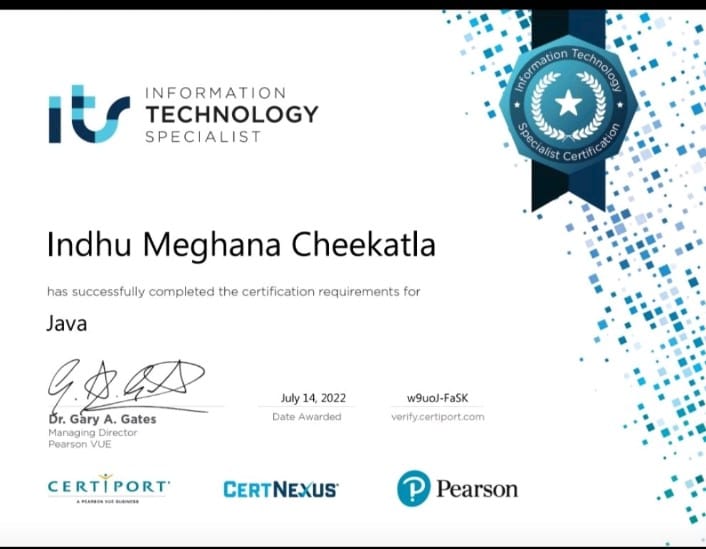 its
INFORMATION
TECHNOLOGY
SPECIALIST
Information Technology
Specialist Certification
Indhu Meghana Cheekatla
has successfully completed the certification requirements for
Java
G. A. Gates
Dr. Gary A. Gates
Managing Director
Pearson VUE
July 14, 2022
Date Awarded
w9uoJ-FaSK
verify.certiport.com
CERTIPORT
A PEARSON VUE BUSINESS
CERTNEXUS
P Pearson